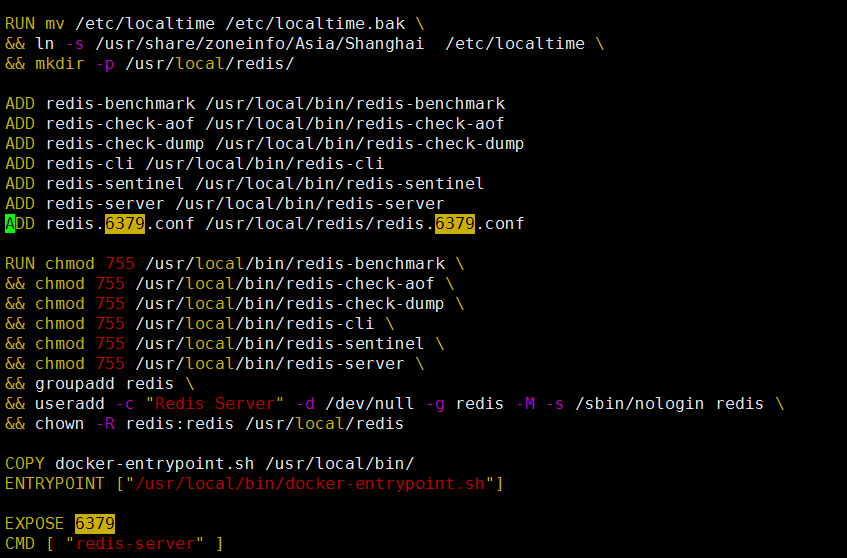 RUN mv /etc/localtime /etc/localtime.bak \
&& ln -s /usr/share/zoneinfo/Asia/Shanghai  /etc/localtime \
&& mkdir -p /usr/local/redis/
ADD redis-benchmark /usr/local/bin/redis-benchmark
ADD redis-check-aof /usr/local/bin/redis-check-aof
ADD redis-check-dump /usr/local/bin/redis-check-dump
ADD redis-cli /usr/local/bin/redis-cli
ADD redis-sentinel /usr/local/bin/redis-sentinel
ADD redis-server /usr/local/bin/redis-server
ADD redis.6379.conf /usr/local/redis/redis.6379.conf
RUN chmod 755 /usr/local/bin/redis-benchmark \
&& chmod 755 /usr/local/bin/redis-check-aof \
&& chmod 755 /usr/local/bin/redis-check-dump \
&& chmod 755 /usr/local/bin/redis-cli \
&& chmod 755 /usr/local/bin/redis-sentinel \
&& chmod 755 /usr/local/bin/redis-server \
&& groupadd redis \
&& useradd -c "Redis Server" -d /dev/null -g redis -M -s /sbin/nologin redis \
&& chown -R redis:redis /usr/local/redis
COPY docker-entrypoint.sh /usr/local/bin/
ENTRYPOINT ["/usr/local/bin/docker-entrypoint.sh"]
EXPOSE 6379
CMD [ "redis-server" ]